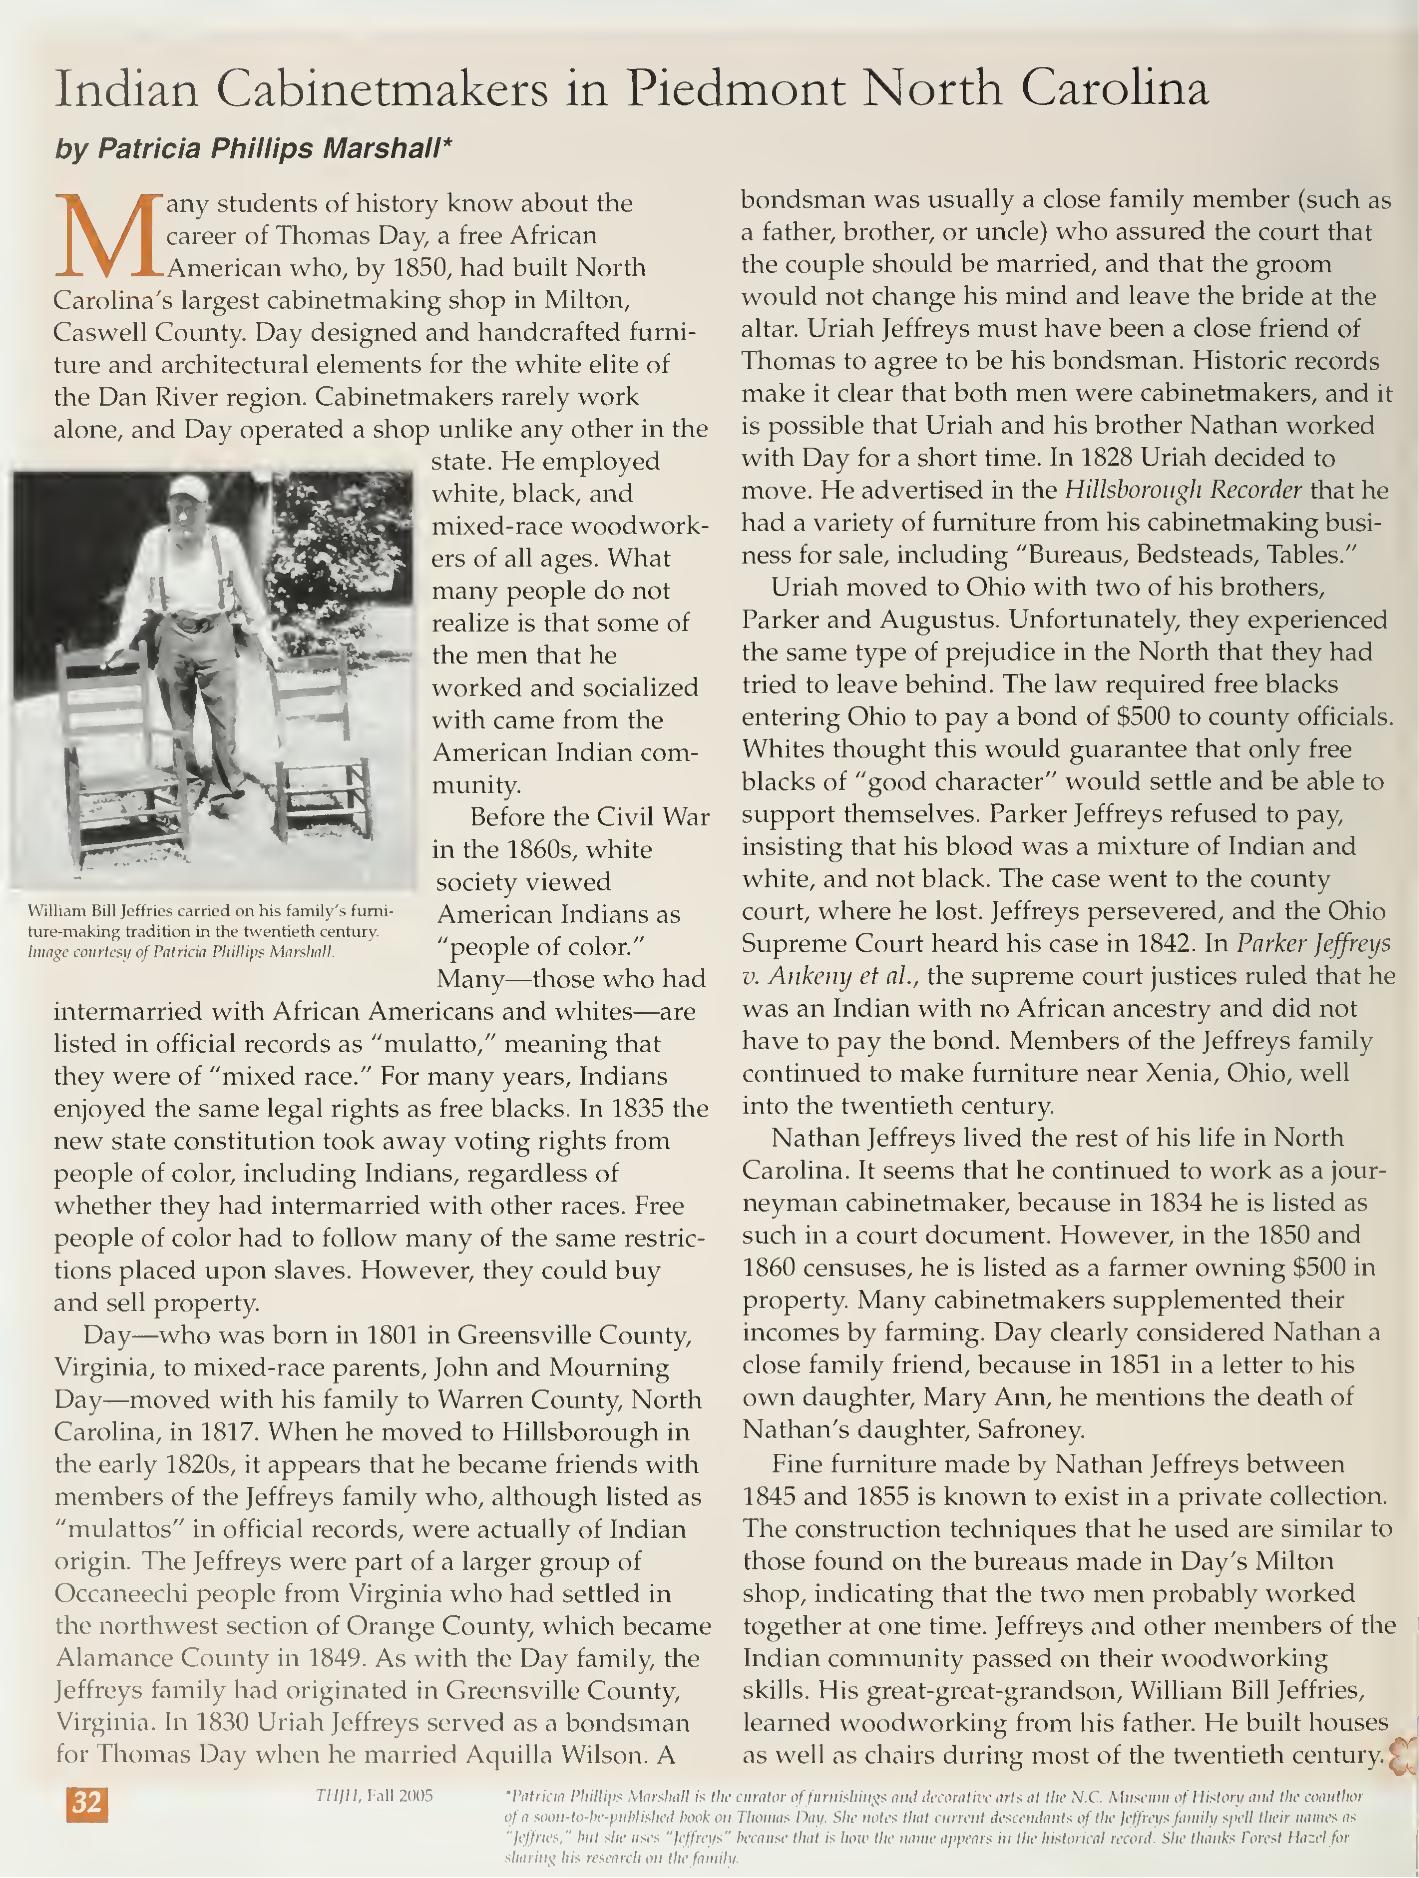 Indian Cabinetmakers in Piedmont North Carolina
by Patricia Phillips Marshall*
Many students of history know about the
career of Thomas Day, a free African
American who, by 1850, had built North
Carolina's largest cabinetmaking shop in Milton,
Caswell County. Day designed and handcrafted furni-
ture and architectural elements for the white elite of
the Dan River region. Cabinetmakers rarely work
alone, and Day operated a shop unlike any other in the
state. He employed
white, black, and
mixed-race woodwork-
ers of all ages. What
many people do not
realize is that some of
the men that he
worked and socialized
with came from the
American Indian com-
munity.
Before the Civil War
in the 1860s, white
society viewed
American Indians as
"people of color."
Many—those who had
William Bill Jeffries carried on his family's furni-
ture-making tradition in the twentieth century.
Image courtesy of Patricia Phillips Marshall.
intermarried with African Americans and whites—are
listed in official records as "mulatto," meaning that
they were of "mixed race." For many years, Indians
enjoyed the same legal rights as free blacks. In 1835 the
new state constitution took away voting rights from
people of color, including Indians, regardless of
whether they had intermarried with other races. Free
people of color had to follow many of the same restric-
tions placed upon slaves. However, they could buy
and sell property.
Day—who was born in 1801 in Greensville County,
Virginia, to mixed-race parents, John and Mourning
Day—moved with his family to Warren County, North
Carolina, in 1817. When he moved to Hillsborough in
the early 1820s, it appears that he became friends with
members of the Jeffreys family who, although listed as
"mulattos" in official records, were actually of Indian
origin. The Jeffreys were part of a larger group of
Occaneechi people from Virginia who had settled in
the northwest section of Orange County, which became
Alamance County in 1849. As with the Day family, the
Jeffreys family had originated in Greensville County,
Virginia. In 1830 Uriah Jeffreys served as a bondsman
for Thomas Day when he married Aquilla Wilson. A
bondsman was usually a close family member (such as
a father, brother, or uncle) who assured the court that
the couple should be married, and that the groom
would not change his mind and leave the bride at the
altar. Uriah Jeffreys must have been a close friend of
Thomas to agree to be his bondsman. Historic records
make it clear that both men were cabinetmakers, and it
is possible that Uriah and his brother Nathan worked
with Day for a short time. In 1828 Uriah decided to
move. He advertised in the Hillsborough Recorder that he
had a variety of furniture from his cabinetmaking busi-
ness for sale, including "Bureaus, Bedsteads, Tables."
Uriah moved to Ohio with two of his brothers,
Parker and Augustus. Unfortunately, they experienced
the same type of prejudice in the North that they had
tried to leave behind. The law required free blacks
entering Ohio to pay a bond of $500 to county officials.
Whites thought this would guarantee that only free
blacks of "good character" would settle and be able to
support themselves. Parker Jeffreys refused to pay,
insisting that his blood was a mixture of Indian and
white, and not black. The case went to the county
court, where he lost. Jeffreys persevered, and the Ohio
Supreme Court heard his case in 1842. In Parker Jeffreys
v. Ankeny et al., the supreme court justices ruled that he
was an Indian with no African ancestry and did not
have to pay the bond. Members of the Jeffreys family
continued to make furniture near Xenia, Ohio, well
into the twentieth century.
Nathan Jeffreys lived the rest of his life in North
Carolina. It seems that he continued to work as a jour-
neyman cabinetmaker, because in 1834 he is listed as
such in a court document. However, in the 1850 and
1860 censuses, he is listed as a farmer owning $500 in
property. Many cabinetmakers supplemented their
incomes by farming. Day clearly considered Nathan a
close family friend, because in 1851 in a letter to his
own daughter, Mary Ann, he mentions the death of
Nathan's daughter, Safroney.
Fine furniture made by Nathan Jeffreys between
1845 and 1855 is known to exist in a private collection.
The construction techniques that he used are similar to
those found on the bureaus made in Day's Milton
shop, indicating that the two men probably worked
together at one time. Jeffreys and other members of the
Indian community passed on their woodworking
skills. His great-great-grandson, William Bill Jeffries,
learned woodworking from his father. He built houses
as well as chairs during most of the twentieth century.
32
THJH, Fall 2005
*Patricia Phillips Marshall is the curator of furnishings and decorative arts at the N.C. Museum of History and the coauthor
of a soon-to-be-published book on Thomas Day. She notes that current descendants of the Jeffreys family spell their names as
"Jeffries," but she uses "Jeffreys" because that is how the name appears in the historical record. She thanks Forest Hazel for
sharing his research on the family.